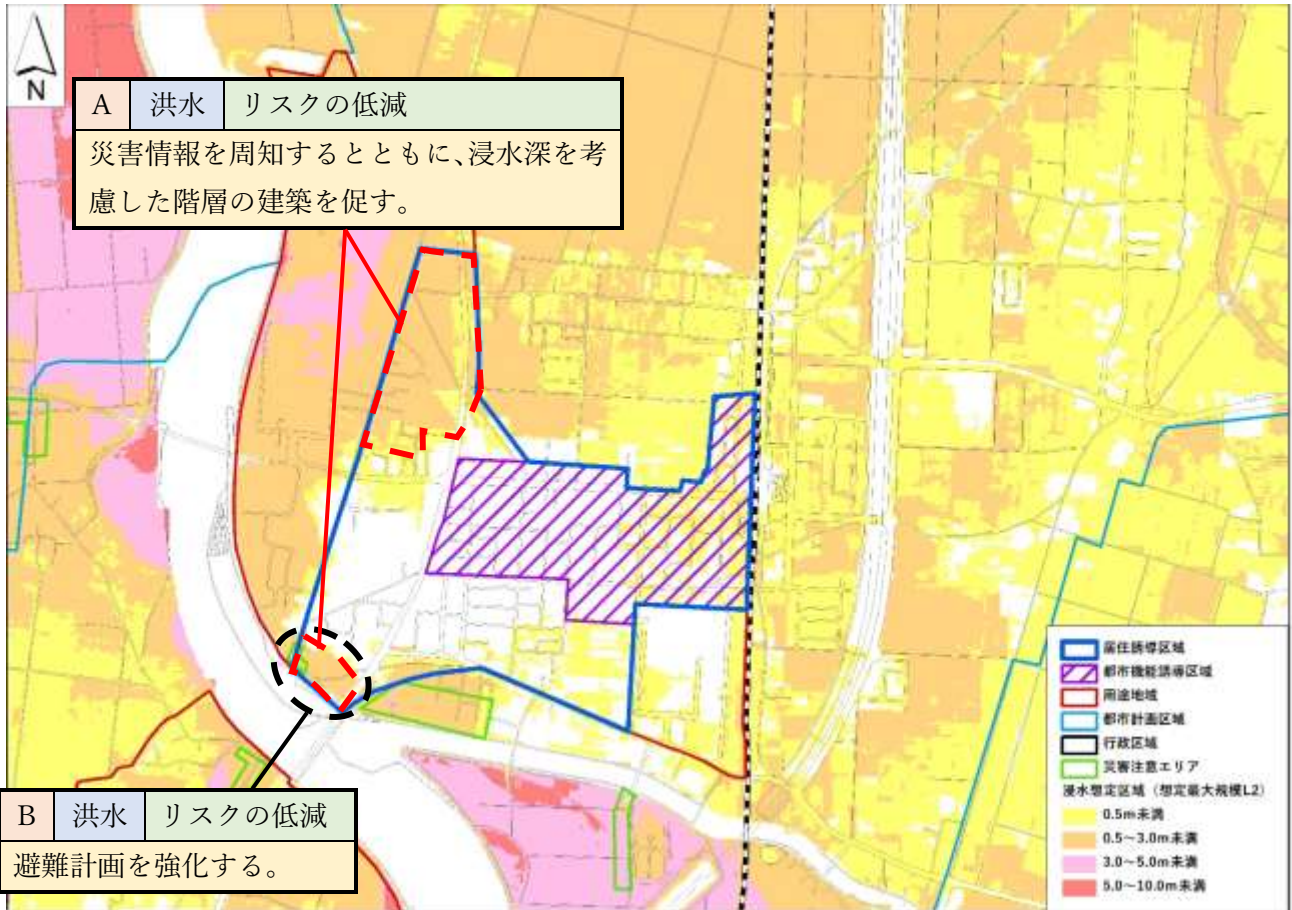 N
A 洪水 リスクの低減
災害情報を周知するとともに、浸水深を考
慮した階層の建築を促す。
B 洪水 リスクの低減
避難計画を強化する。
居住誘導区域
都市機能誘導区域
用途地域
都市計画区域
行政区域
災害注意エリア
浸水想定区域（想定最大規模L2）
0.5m未満
0.5～3.0m未満
3.0～5.0m未満
5.0～10.0m未満